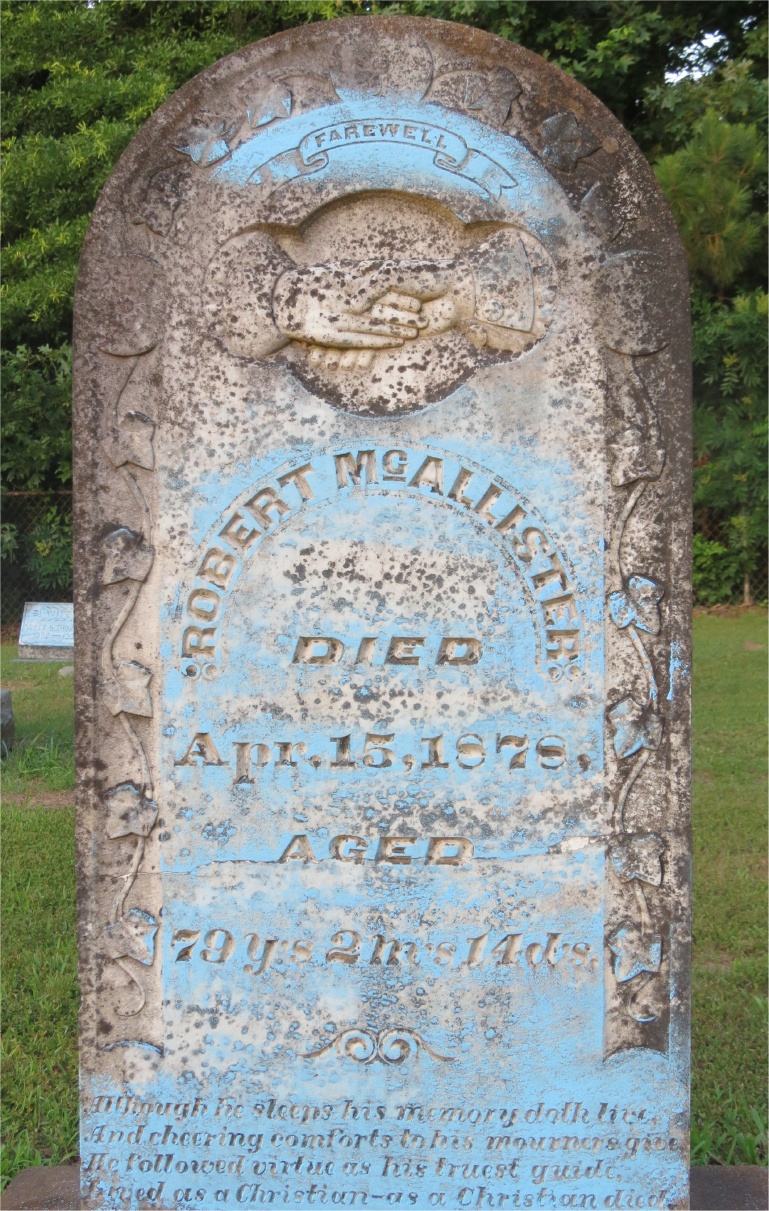 FAREWELL
ROBERT McALLISTER
DIED
Apr. 15, 1878,
AGED
79 y's 2 m's 14 d's.
Although he sleeps his memory doth live,
And cheering comforts to his mourners give
He followed virtue as his truest guide,
Lived as a Christian – as a Christian died.